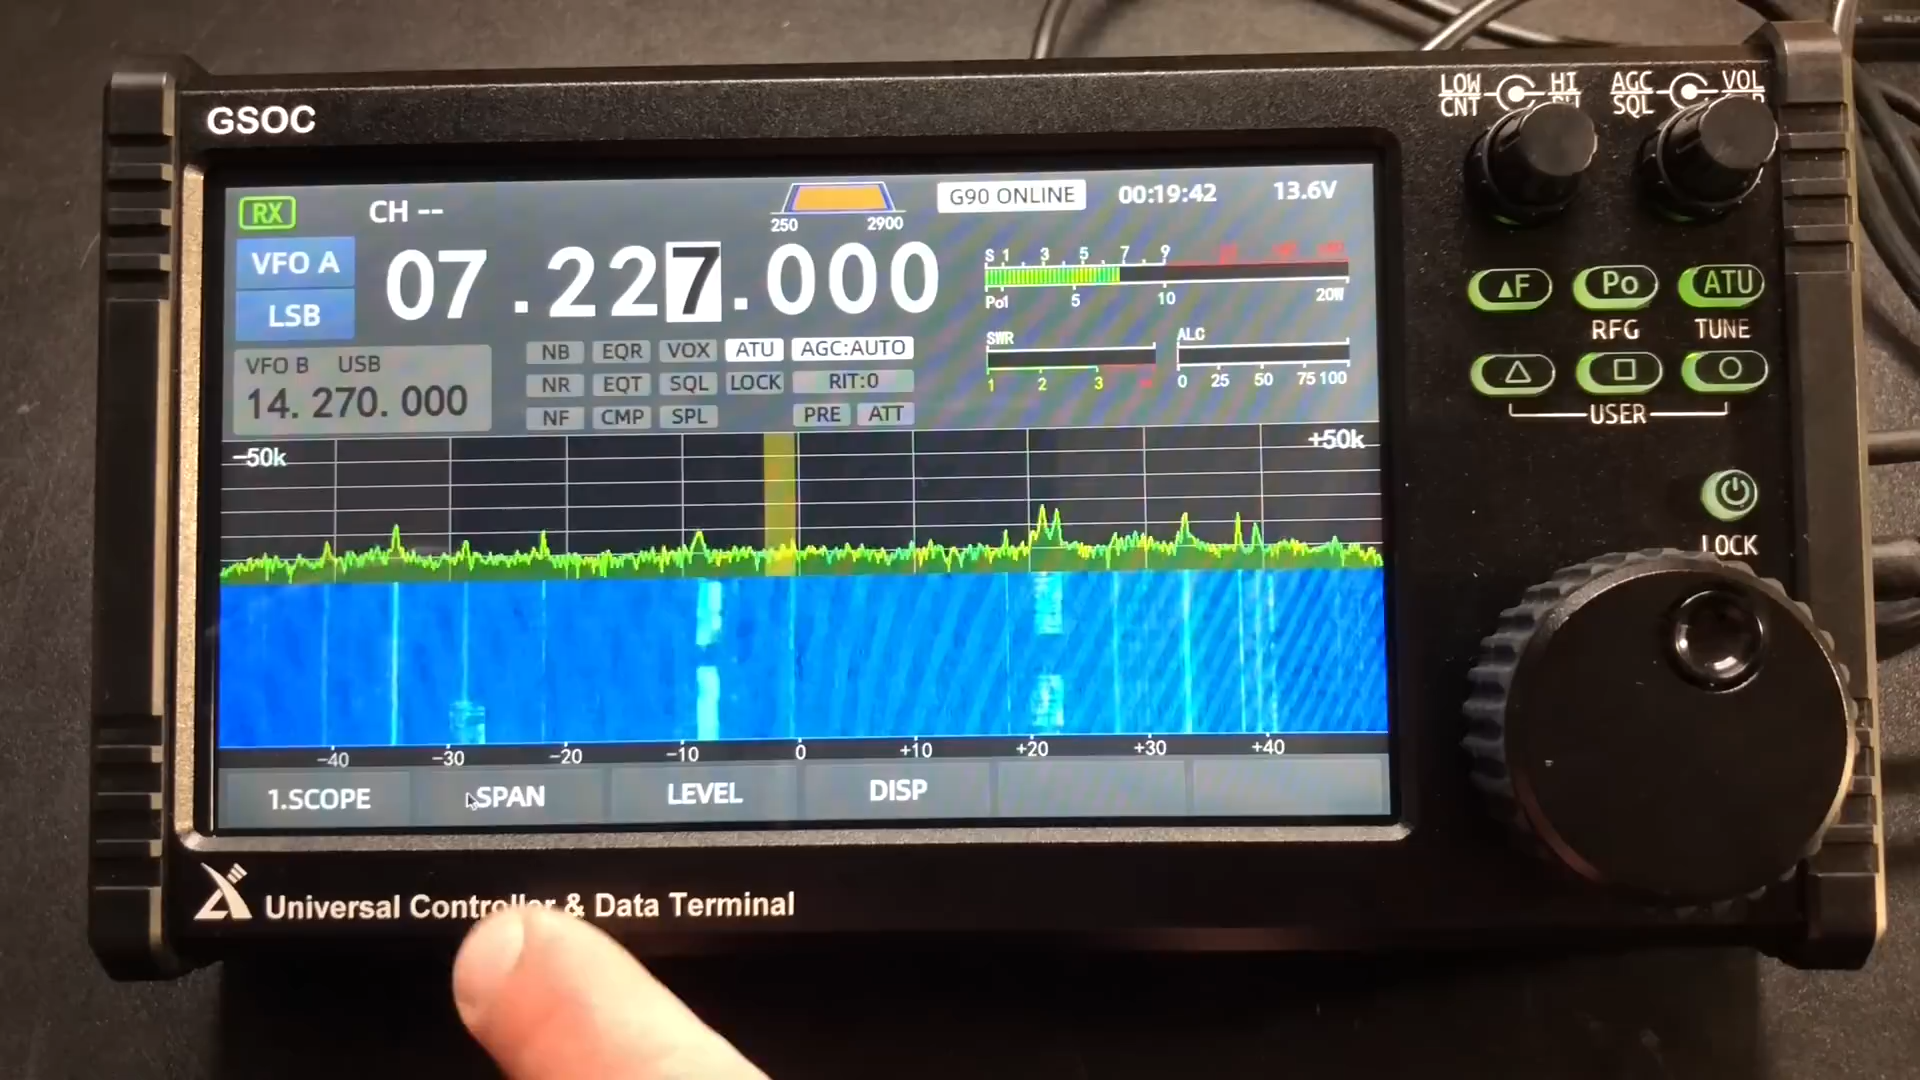 GSOC
LOW HI
CNT
AGC VOL
SQL
RX CH -- 250 2900 G90 ONLINE 00:19:42 13.6V
VFO A 07.227.000
LSB
S 1 3 5 7 9
Po1 5 10 20W
SWR ALC
1 2 3 0 25 50 75 100
VFO B USB
14. 270. 000
NB EQR VOX ATU AGC:AUTO
NR EQT SQL LOCK RIT:0
NF CMP SPL PRE ATT
-50k +50k
-40 -30 -20 -10 0 +10 +20 +30 +40
1.SCOPE SPAN LEVEL DISP
▲F Po ATU
RFG TUNE
△ □ ○
USER
LOCK
Universal Controller & Data Terminal